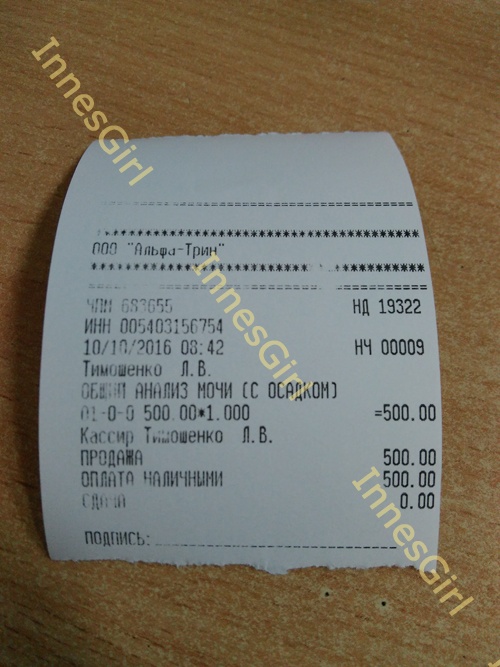 InnesGirl
ООО "Альфа-Трин"
InnesGirl
ЧПМ 683655 НД 19322
ИНН 005403156754
10/10/2016 08:42 НЧ 00009
Тимошенко Л.В.
ОБЩИЙ АНАЛИЗ МОЧИ (С ОСАДКОМ)
01-0-0 500.00*1.000 =500.00
Кассир Тимошенко Л.В.
ПРОДАЖА 500.00
ОПЛАТА НАЛИЧНЫМИ 500.00
СДАЧА 0.00
ПОДПИСЬ:
InnesGirl